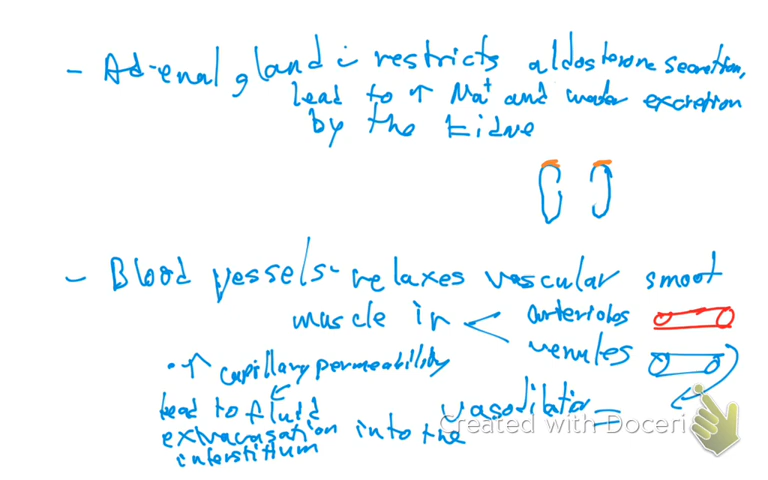 - Adrenal gland : restricts aldosterone secretion,
lead to ↑ Na+ and water excretion
by the kidne
- Blood vessels - relaxes vascular smoot
muscle in < arterioles
venules
• ↑ capillary permeability
lead to fluid
extravasation into the
interstitium
vasodilation =
Created with Doceri